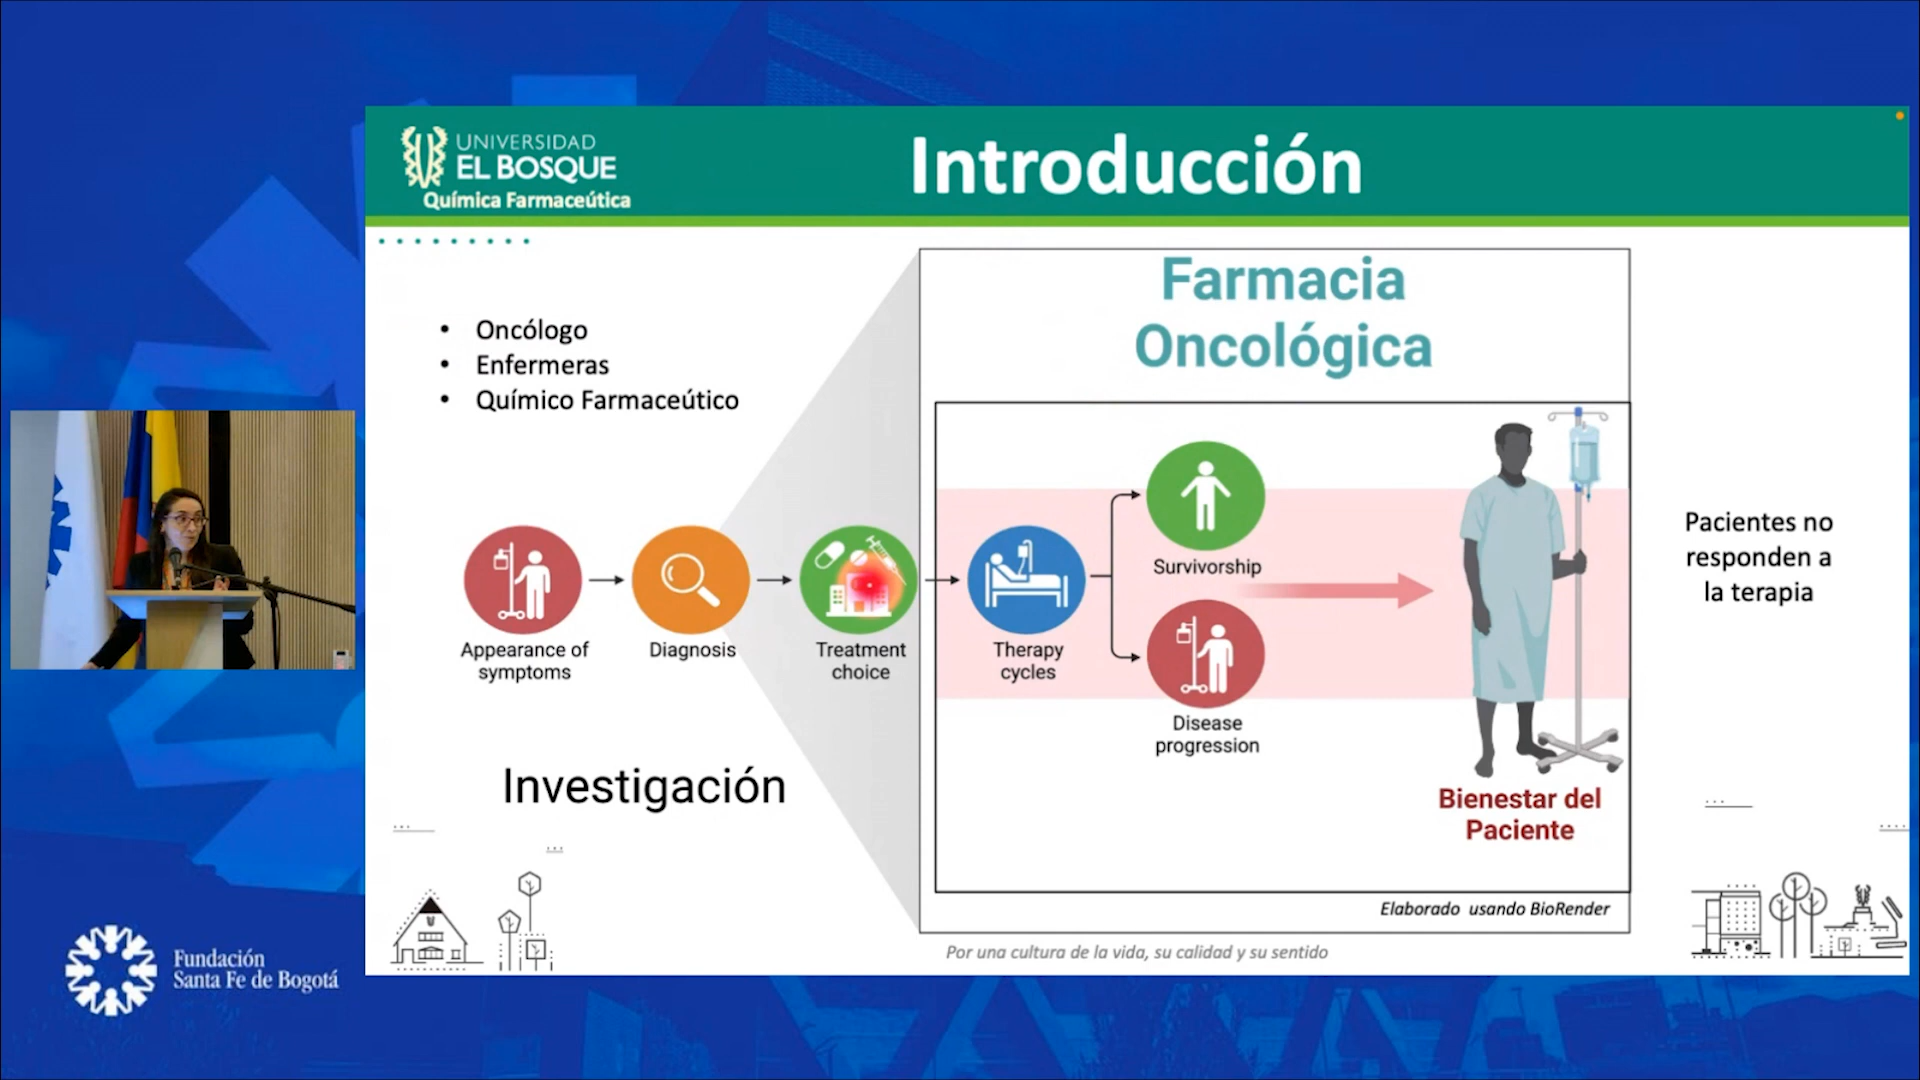 UNIVERSIDAD
EL BOSQUE
Química Farmaceútica
Introducción
Farmacia
Oncológica
• Oncólogo
• Enfermeras
• Químico Farmaceútico
Appearance of
symptoms
Diagnosis
Treatment
choice
Therapy
cycles
Survivorship
Disease
progression
Pacientes no
responden a
la terapia
Investigación
Bienestar del
Paciente
Elaborado usando BioRender
Por una cultura de la vida, su calidad y su sentido
Fundación
Santa Fe de Bogotá